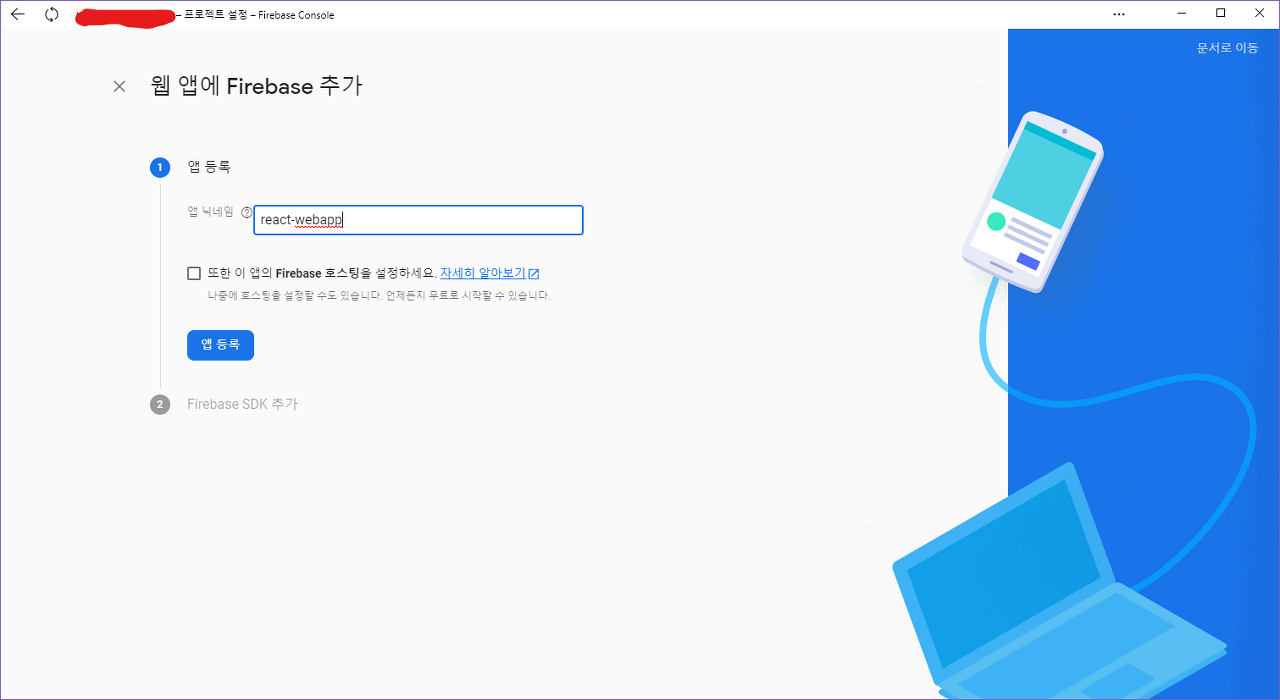 – 프로젝트 설정 – Firebase Console
문서로 이동
웹 앱에 Firebase 추가
1 앱 등록
앱 닉네임 ? react-webapp
또한 이 앱의 Firebase 호스팅을 설정하세요. 자세히 알아보기
나중에 호스팅을 설정할 수도 있습니다. 언제든지 무료로 시작할 수 있습니다.
앱 등록
2 Firebase SDK 추가